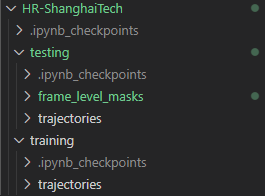 HR-ShanghaiTech
.ipynb_checkpoints
testing
.ipynb_checkpoints
frame_level_masks
trajectories
training
.ipynb_checkpoints
trajectories